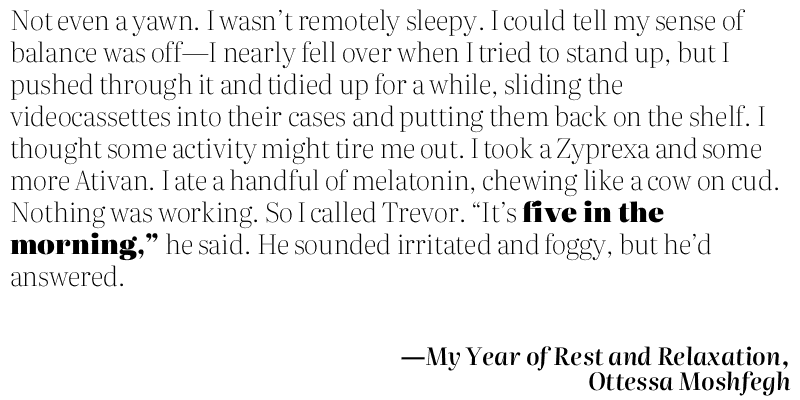 Not even a yawn. I wasn’t remotely sleepy. I could tell my sense of
balance was off—I nearly fell over when I tried to stand up, but I
pushed through it and tidied up for a while, sliding the
videocassettes into their cases and putting them back on the shelf. I
thought some activity might tire me out. I took a Zyprexa and some
more Ativan. I ate a handful of melatonin, chewing like a cow on cud.
Nothing was working. So I called Trevor. “It’s five in the
morning,” he said. He sounded irritated and foggy, but he’d
answered.
—My Year of Rest and Relaxation,
Ottessa Moshfegh